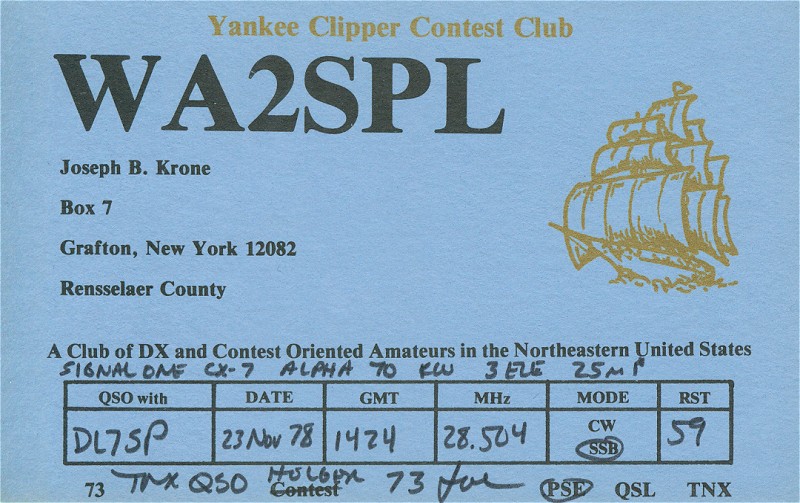 Yankee Clipper Contest Club
WA2SPL
Joseph B. Krone
Box 7
Grafton, New York 12082
Rensselaer County
A Club of DX and Contest Oriented Amateurs in the Northeastern United States
SIGNAL ONE CX-7 ALPHA 70 KW 3 ELE 25m
QSO with DATE GMT MHz MODE RST
DL7SP 23 Nov 78 1424 28.504 CW SSB 59
73 TNX QSO HOLGER Contest 73 Joe PSE QSL TNX